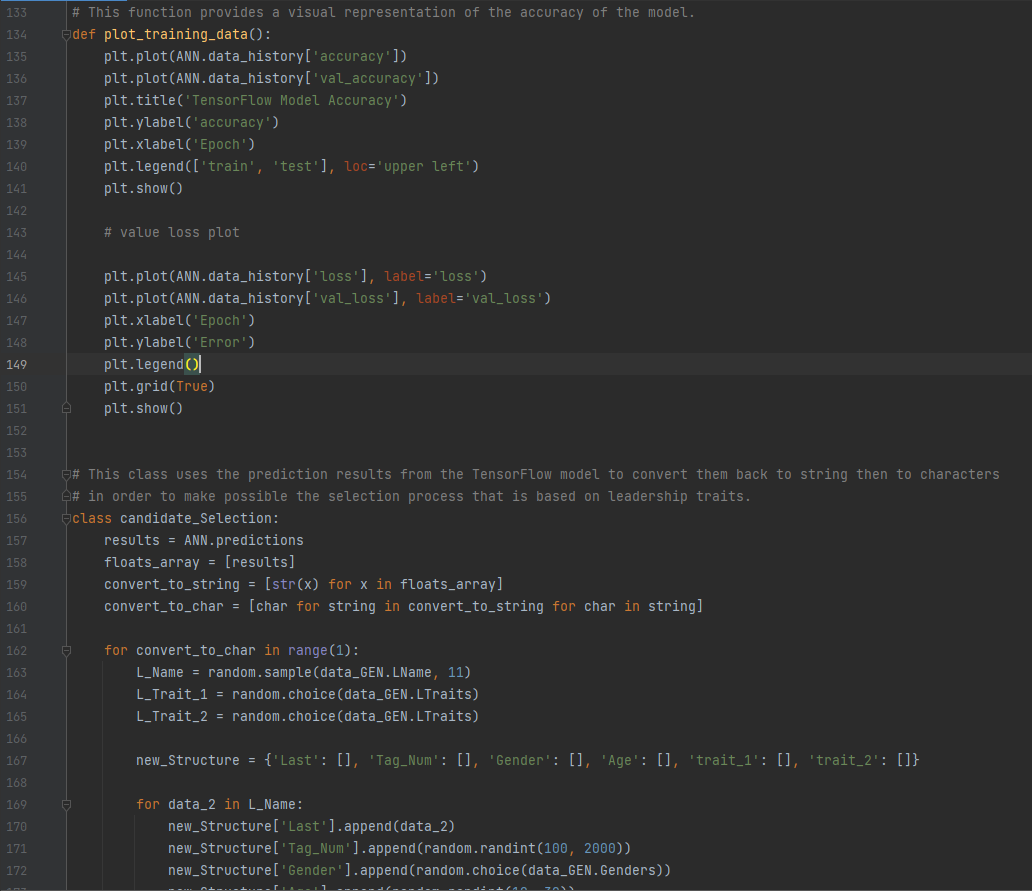 133 # This function provides a visual representation of the accuracy of the model.
134 def plot_training_data():
135 plt.plot(ANN.data_history['accuracy'])
136 plt.plot(ANN.data_history['val_accuracy'])
137 plt.title('TensorFlow Model Accuracy')
138 plt.ylabel('accuracy')
139 plt.xlabel('Epoch')
140 plt.legend(['train', 'test'], loc='upper left')
141 plt.show()
142
143 # value loss plot
144
145 plt.plot(ANN.data_history['loss'], label='loss')
146 plt.plot(ANN.data_history['val_loss'], label='val_loss')
147 plt.xlabel('Epoch')
148 plt.ylabel('Error')
149 plt.legend()
150 plt.grid(True)
151 plt.show()
152
153
154 # This class uses the prediction results from the TensorFlow model to convert them back to string then to characters
155 # in order to make possible the selection process that is based on leadership traits.
156 class candidate_Selection:
157 results = ANN.predictions
158 floats_array = [results]
159 convert_to_string = [str(x) for x in floats_array]
160 convert_to_char = [char for string in convert_to_string for char in string]
161
162 for convert_to_char in range(1):
163 L_Name = random.sample(data_GEN.LName, 11)
164 L_Trait_1 = random.choice(data_GEN.LTraits)
165 L_Trait_2 = random.choice(data_GEN.LTraits)
166
167 new_Structure = {'Last': [], 'Tag_Num': [], 'Gender': [], 'Age': [], 'trait_1': [], 'trait_2': []}
168
169 for data_2 in L_Name:
170 new_Structure['Last'].append(data_2)
171 new_Structure['Tag_Num'].append(random.randint(100, 2000))
172 new_Structure['Gender'].append(random.choice(data_GEN.Genders))